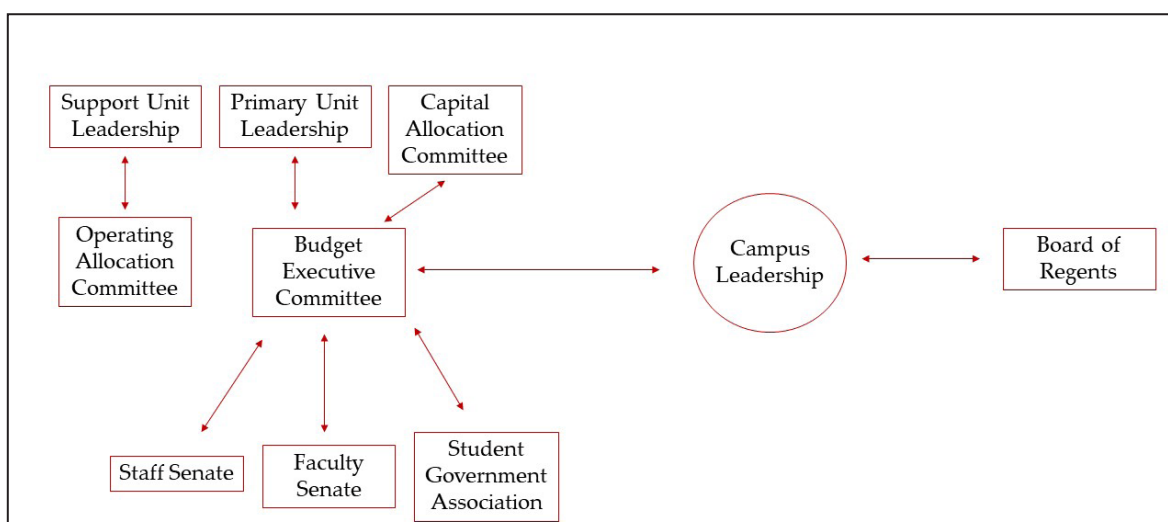 Support Unit
Leadership
Primary Unit
Leadership
Capital
Allocation
Committee
Operating
Allocation
Committee
Budget
Executive
Committee
Campus
Leadership
Board of
Regents
Staff Senate
Faculty
Senate
Student
Government
Association